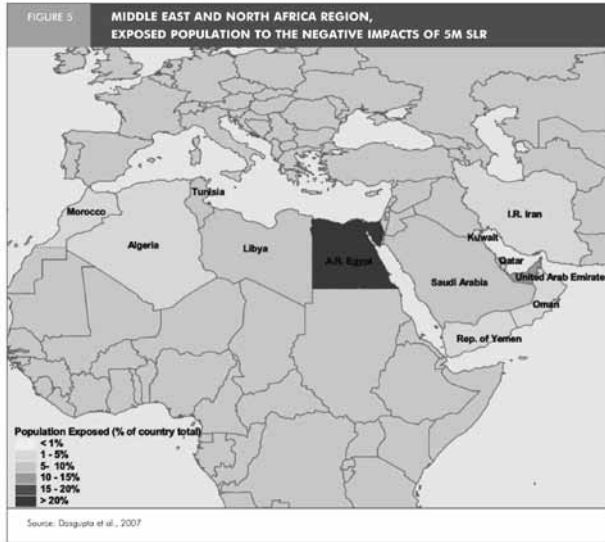 FIGURE 5
MIDDLE EAST AND NORTH AFRICA REGION,
EXPOSED POPULATION TO THE NEGATIVE IMPACTS OF 5M SLR
Tunisia
Morocco
Algeria
Libya
A.R. Egypt
I.R. Iran
Kuwait
Qatar
United Arab Emirate
Saudi Arabia
Oman
Rep. of Yemen
Population Exposed (% of country total)
< 1%
1 - 5%
5- 10%
10 - 15%
15 - 20%
> 20%
Source: Dasgupta et al., 2007